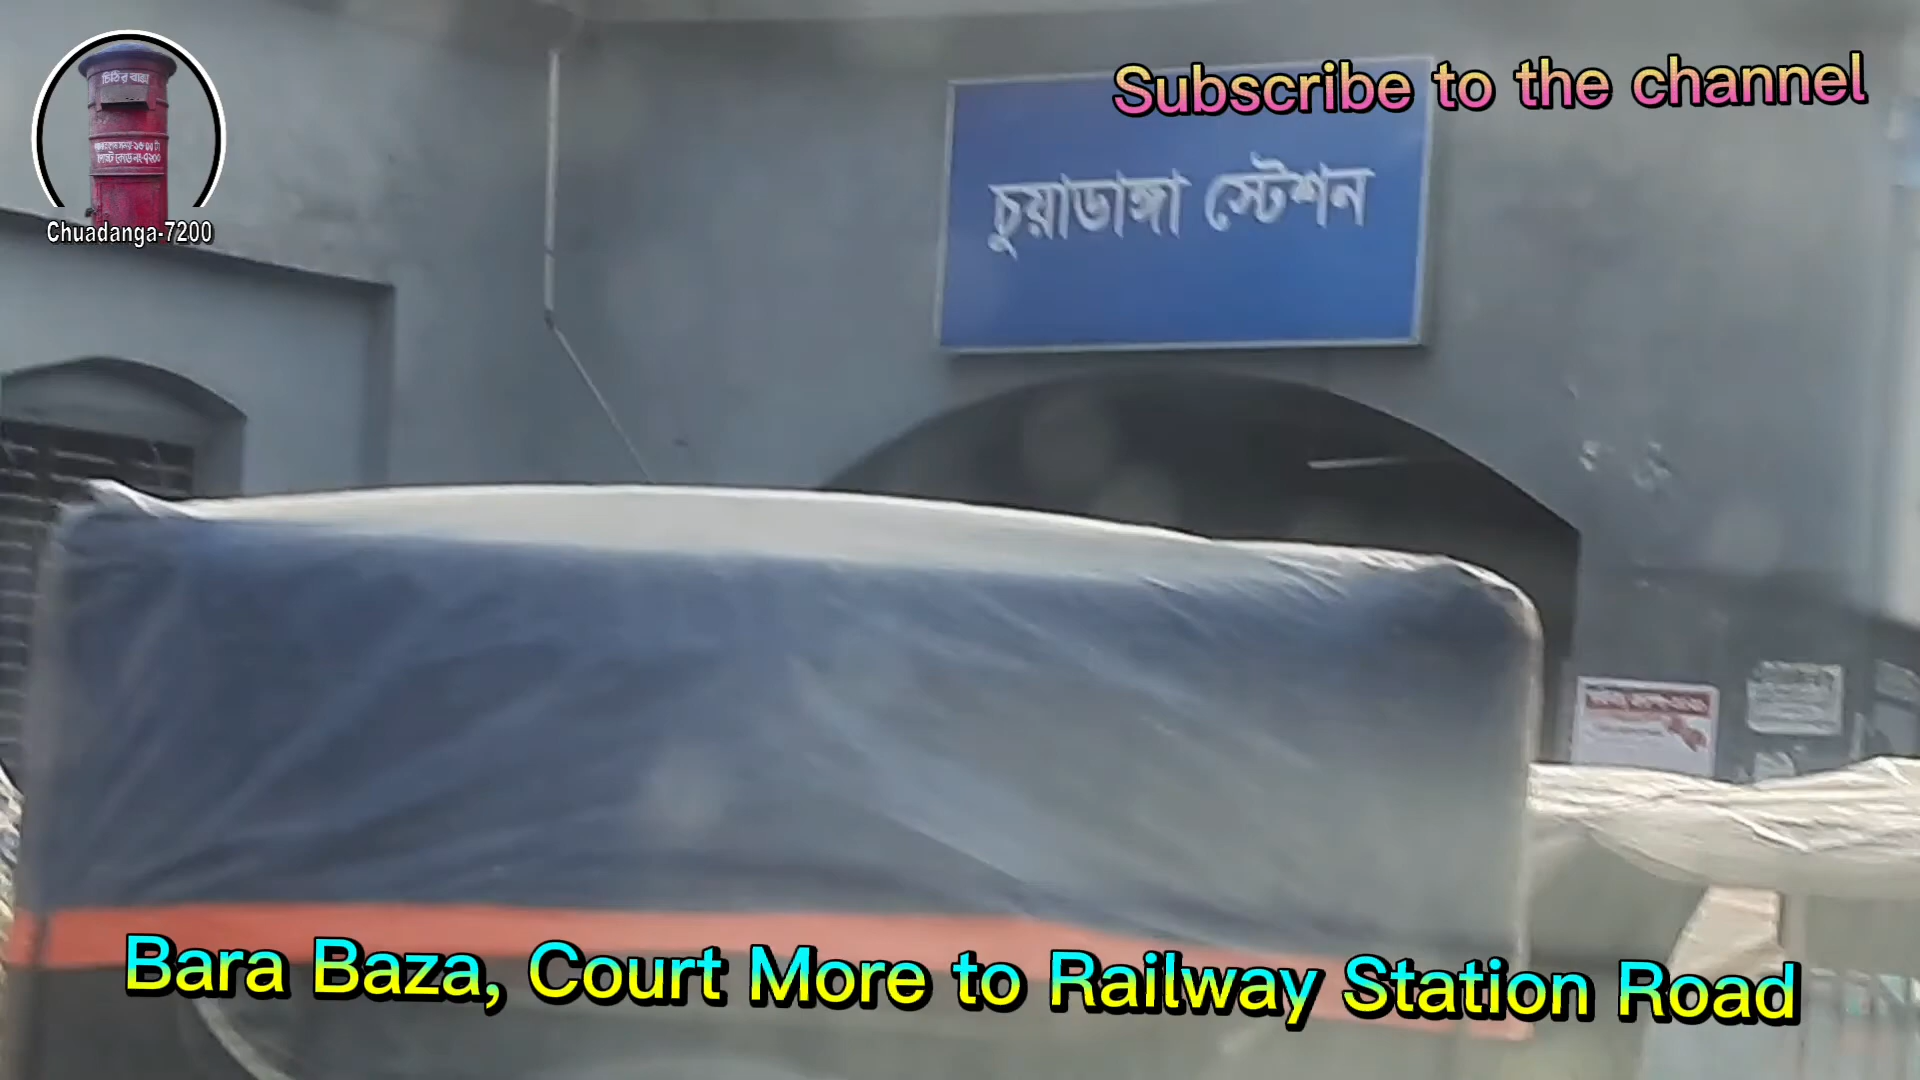 চিঠির বাক্স
Chuadanga-7200
Subscribe to the channel
চুয়াডাঙ্গা স্টেশন
Bara Baza, Court More to Railway Station Road